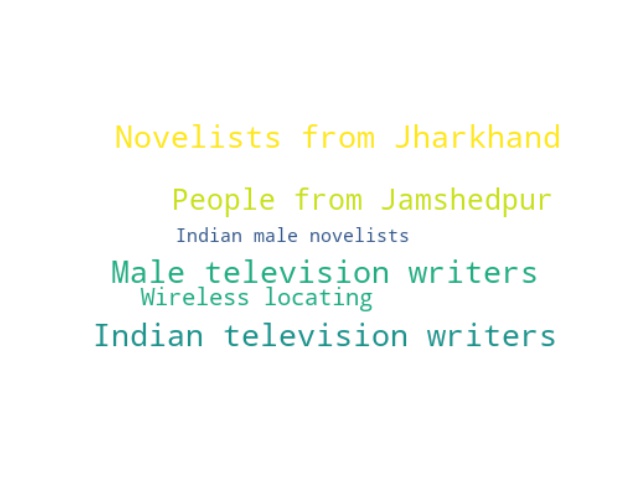 Novelists from Jharkhand
People from Jamshedpur
Indian male novelists
Male television writers
Wireless locating
Indian television writers